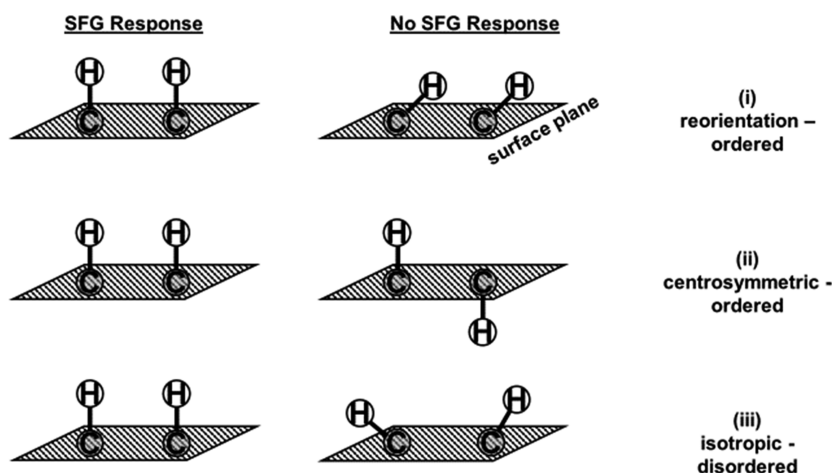 SFG Response
No SFG Response
H
H
H
H
C
C
C
C
surface plane
(i)
reorientation –
ordered
H
H
H
C
C
C
C
H
(ii)
centrosymmetric -
ordered
H
H
H
H
C
C
C
C
(iii)
isotropic -
disordered